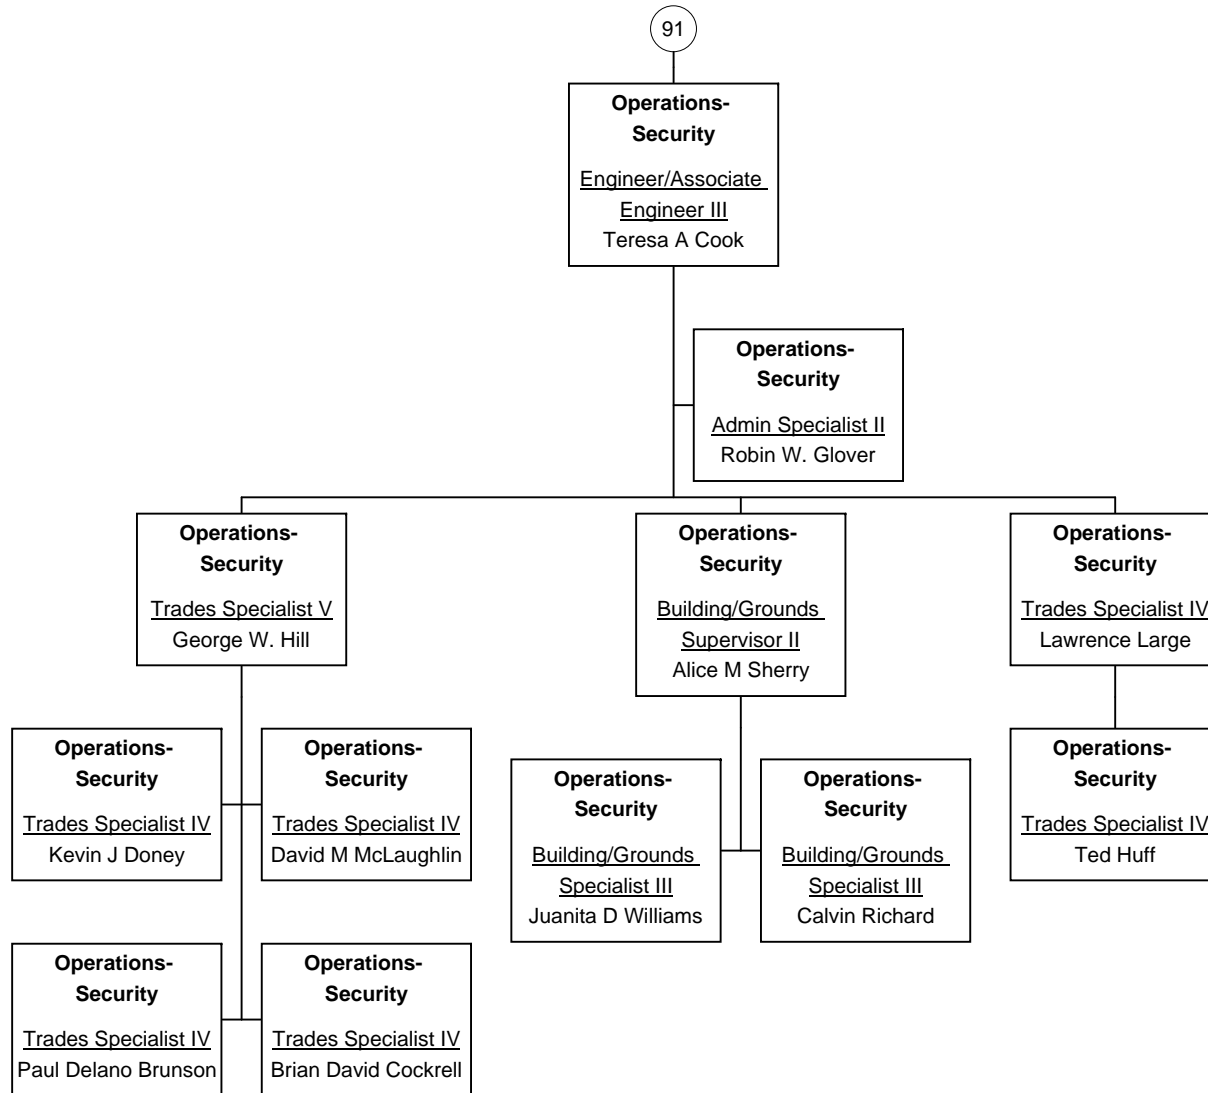 91
Operations-
Security
Engineer/Associate
Engineer III
Teresa A Cook
Operations-
Security
Admin Specialist II
Robin W. Glover
Operations-
Security
Trades Specialist V
George W. Hill
Operations-
Security
Building/Grounds
Supervisor II
Alice M Sherry
Operations-
Security
Trades Specialist IV
Lawrence Large
Operations-
Security
Trades Specialist IV
Kevin J Doney
Operations-
Security
Trades Specialist IV
David M McLaughlin
Operations-
Security
Building/Grounds
Specialist III
Juanita D Williams
Operations-
Security
Building/Grounds
Specialist III
Calvin Richard
Operations-
Security
Trades Specialist IV
Ted Huff
Operations-
Security
Trades Specialist IV
Paul Delano Brunson
Operations-
Security
Trades Specialist IV
Brian David Cockrell